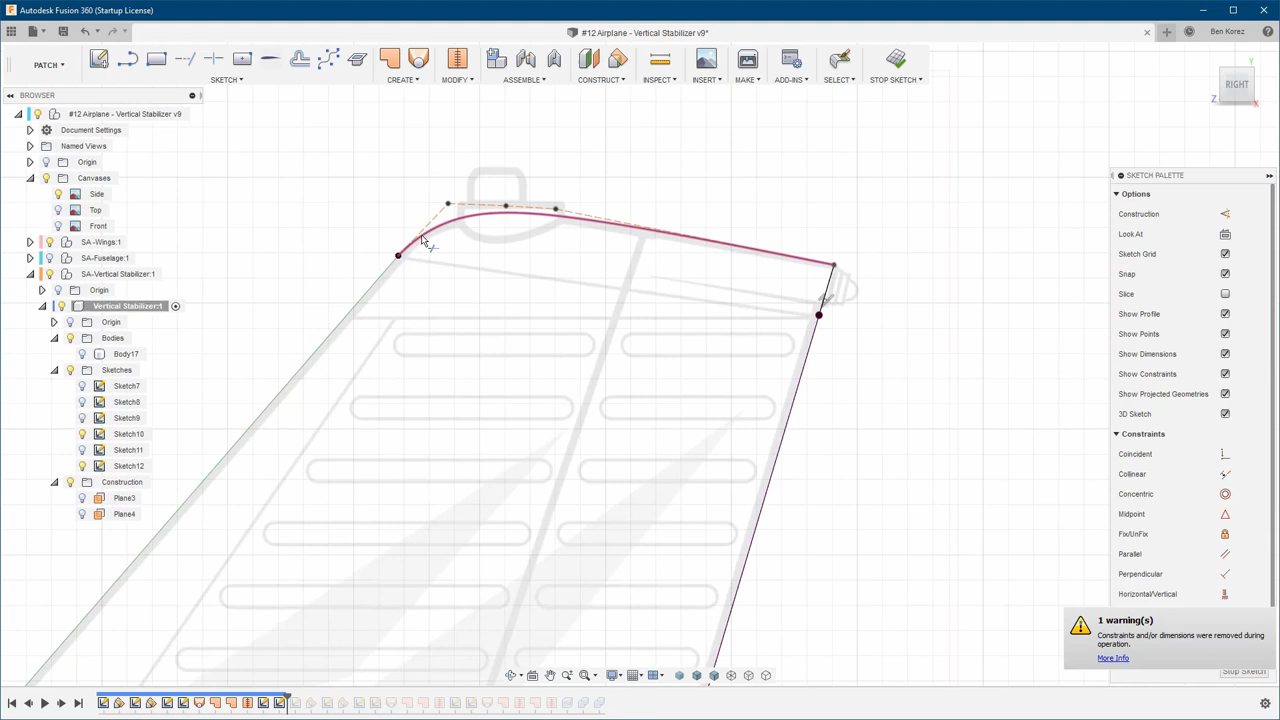 Autodesk Fusion 360 (Startup License)
#12 Airplane - Vertical Stabilizer v9*
Ben Korez
PATCH
SKETCH
CREATE
MODIFY
ASSEMBLE
CONSTRUCT
INSPECT
INSERT
MAKE
ADD-INS
SELECT
STOP SKETCH
BROWSER
#12 Airplane - Vertical Stabilizer v9
Document Settings
Named Views
Origin
Canvases
Side
Top
Front
SA -Wings:1
SA-Fuselage:1
SA-Vertical Stabilizer:1
Origin
Vertical Stabilizer:1
Origin
Bodies
Body17
Sketches
Sketch7
Sketch8
Sketch9
Sketch10
Sketch11
Sketch12
Construction
Plane3
Plane4
Y
RIGHT
Z
X
SKETCH PALETTE
Options
Construction
Look At
Sketch Grid
Snap
Slice
Show Profile
Show Points
Show Dimensions
Show Constraints
Show Projected Geometries
3D Sketch
Constraints
Coincident
Collinear
Concentric
Midpoint
Fix/UnFix
Parallel
Perpendicular
Horizontal/Vertical
1 warning(s)
Constraints and/or dimensions were removed during
operation.
More Info
Stop Sketch